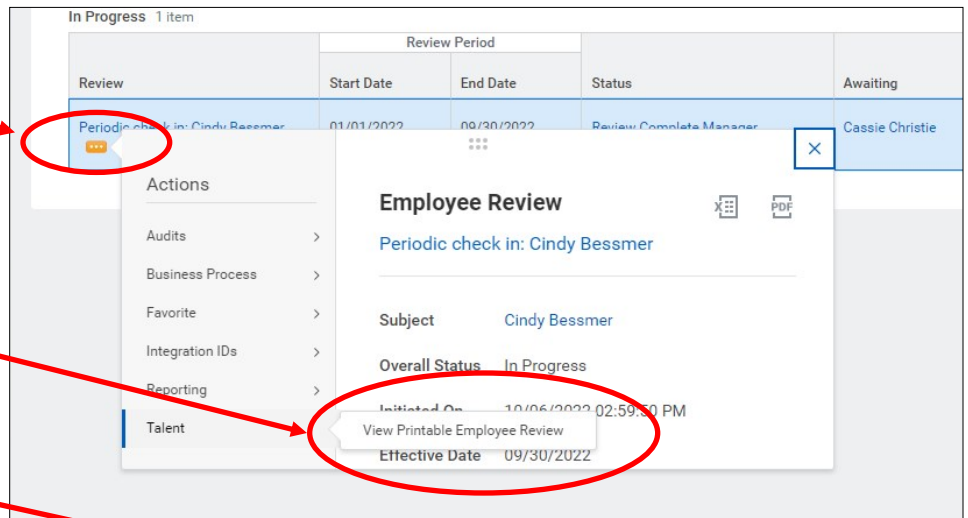 In Progress 1 item
Review Period
Review Start Date End Date Status Awaiting
Periodic check in: Cindy Bessmer 01/01/2022 09/30/2022 Review Complete Manager Cassie Christie
Actions
Audits
Business Process
Favorite
Integration IDs
Reporting
Talent
Employee Review
PDF
Periodic check in: Cindy Bessmer
Subject Cindy Bessmer
Overall Status In Progress
Initiated On 10/06/2022 02:59:50 PM
View Printable Employee Review
Effective Date 09/30/2022